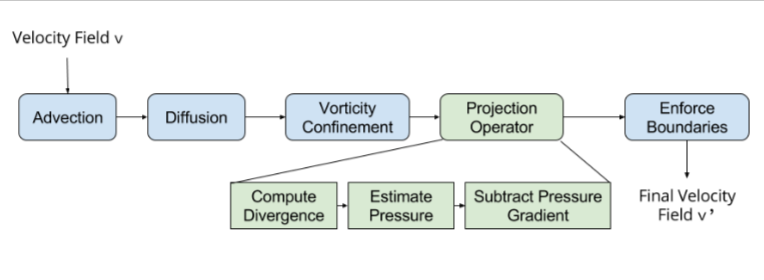 Velocity Field v
Advection
Diffusion
Vorticity
Confinement
Projection
Operator
Enforce
Boundaries
Compute
Divergence
Estimate
Pressure
Subtract Pressure
Gradient
Final Velocity
Field v’